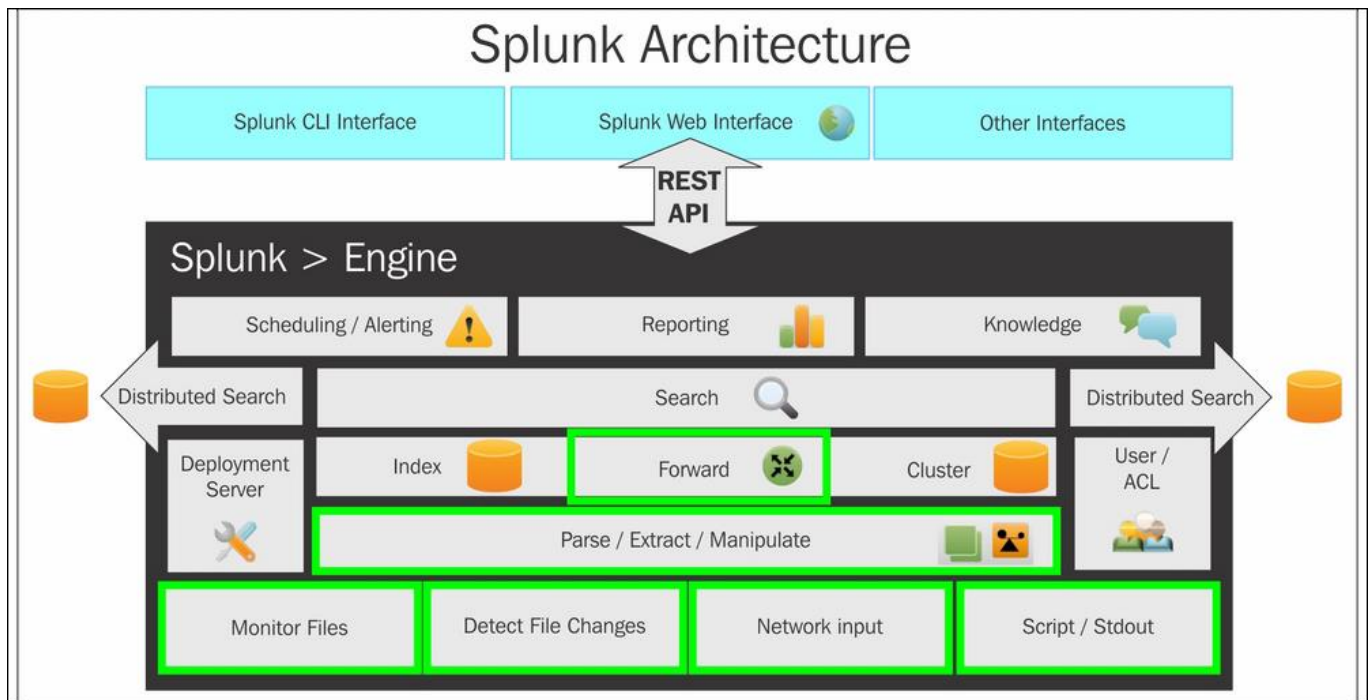 Splunk Architecture
Splunk CLI Interface
Splunk Web Interface
Other Interfaces
REST
API
Splunk > Engine
Scheduling / Alerting
Reporting
Knowledge
Distributed Search
Search
Distributed Search
Deployment
Server
Index
Forward
Cluster
User /
ACL
Parse / Extract / Manipulate
Monitor Files
Detect File Changes
Network input
Script / Stdout